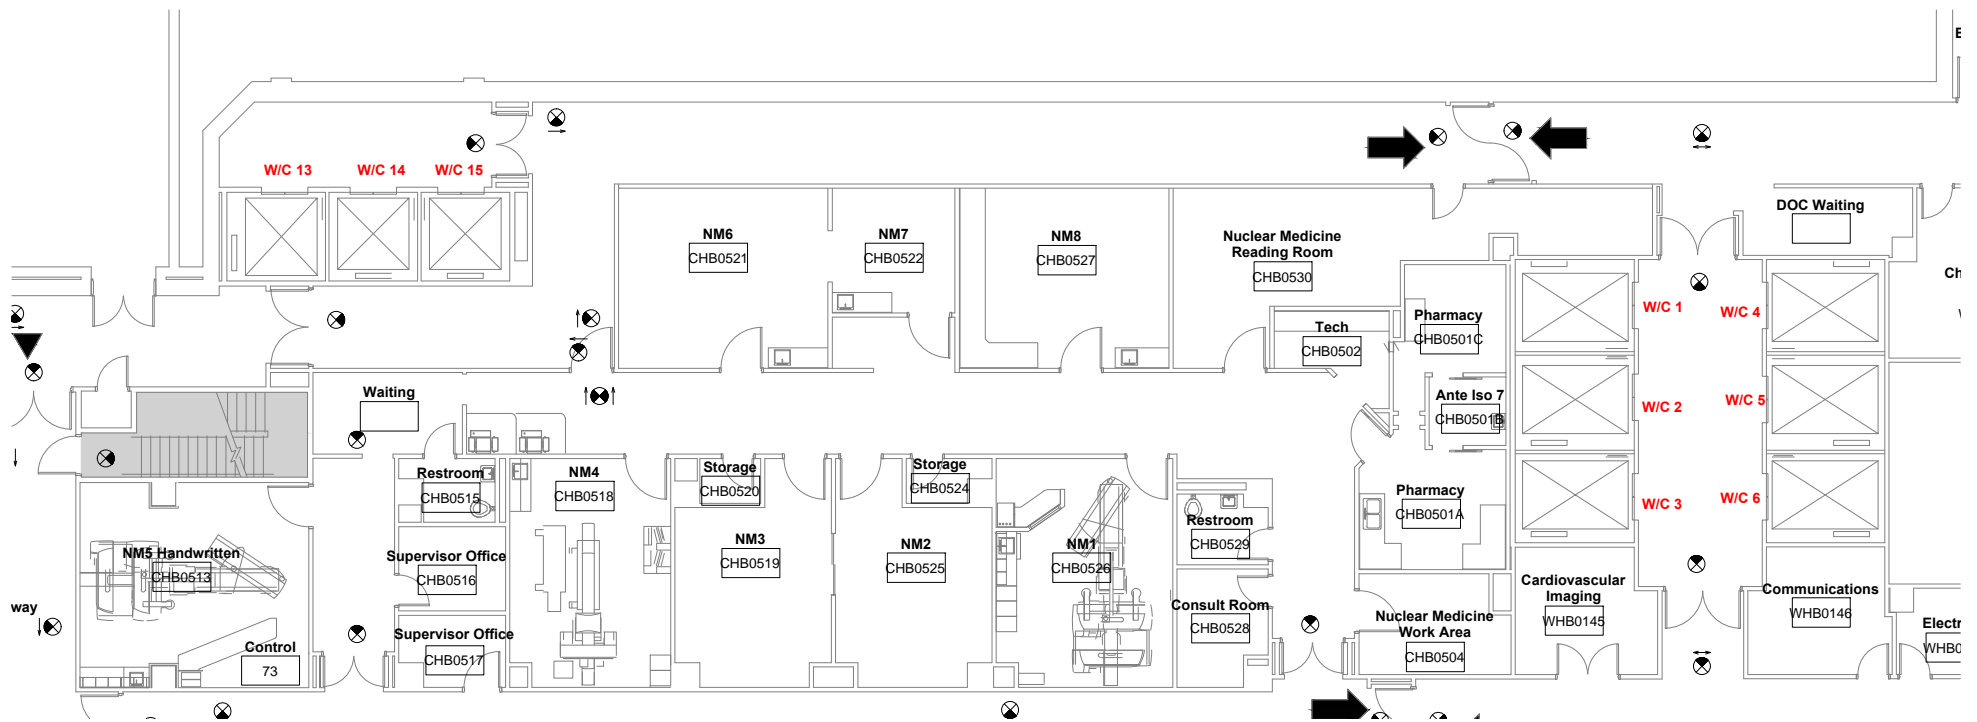 W/C 13
W/C 14
W/C 15
NM6
CHB0521
NM7
CHB0522
NM8
CHB0527
Nuclear Medicine
Reading Room
CHB0530
DOC Waiting
Tech
CHB0502
Pharmacy
CHB0501C
W/C 1
W/C 4
Waiting
Ante Iso 7
CHB0501B
W/C 2
W/C 5
Restroom
CHB0515
NM4
CHB0518
Storage
CHB0520
Storage
CHB0524
Pharmacy
CHB0501A
W/C 3
W/C 6
NM5 Handwritten
CHB0513
Supervisor Office
CHB0516
NM3
CHB0519
NM2
CHB0525
NM1
CHB0526
Restroom
CHB0529
Consult Room
CHB0528
Cardiovascular
Imaging
WHB0145
Communications
WHB0146
way
Control
73
Supervisor Office
CHB0517
Nuclear Medicine
Work Area
CHB0504
Electr
WHB0
Ch